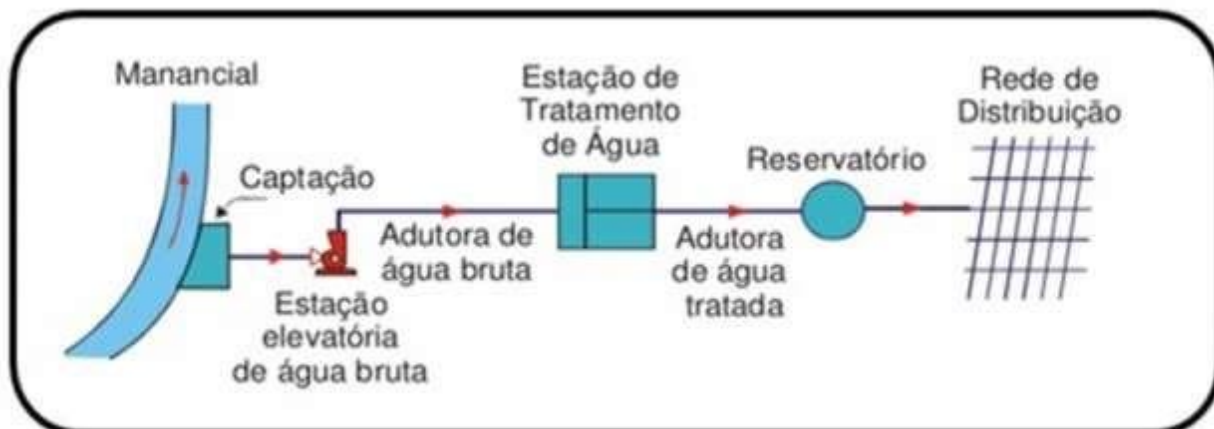 Manancial
Captação
Estação
elevatória
de água bruta
Adutora de
água bruta
Estação de
Tratamento
de Água
Adutora
de água
tratada
Reservatório
Rede de
Distribuição